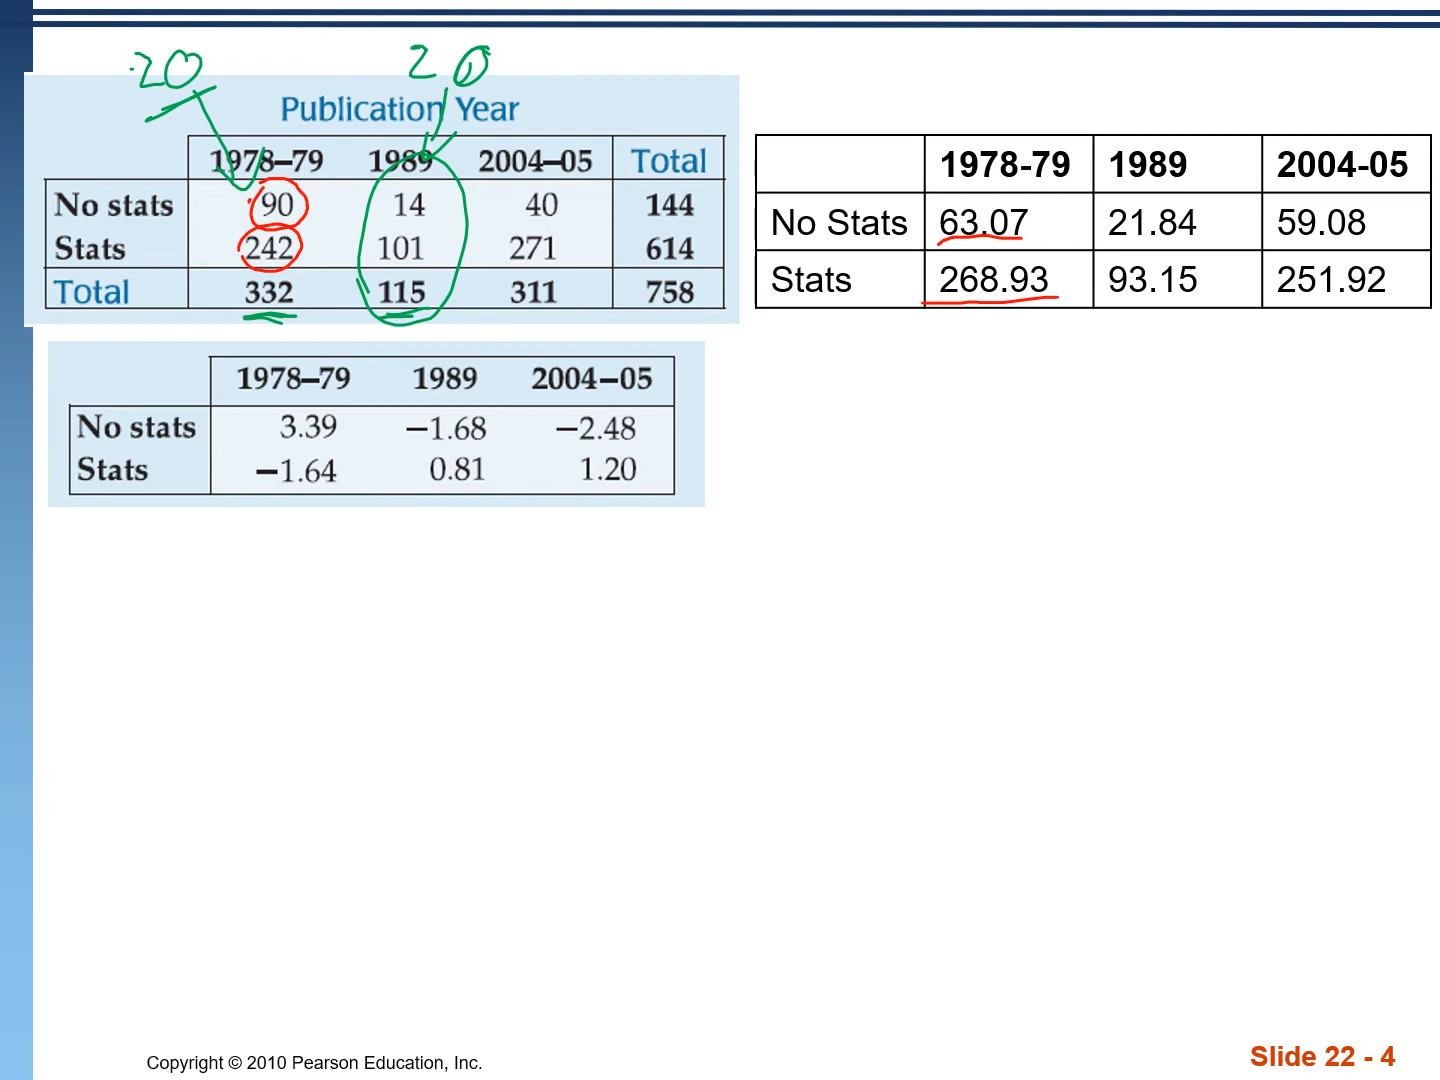 20 20
Publication Year
1978–79 1989 2004–05 Total
No stats 90 14 40 144
Stats 242 101 271 614
Total 332 115 311 758
1978-79 1989 2004-05
No Stats 63.07 21.84 59.08
Stats 268.93 93.15 251.92
1978–79 1989 2004–05
No stats 3.39 −1.68 −2.48
Stats −1.64 0.81 1.20
Copyright © 2010 Pearson Education, Inc.
Slide 22 - 4